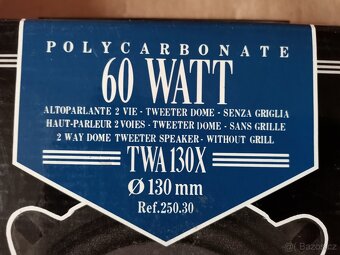 POLYCARBONATE
60 WATT
ALTOPARLANTE 2 VIE - TWEETER DOME - SENZA GRIGLIA
HAUT-PARLEUR 2 VOIES - TWEETER DOME - SANS GRILLE
2 WAY DOME TWEETER SPEAKER - WITHOUT GRILL
TWA 130X
Ø 130 mm
Ref.250.30
Bazoš.cz